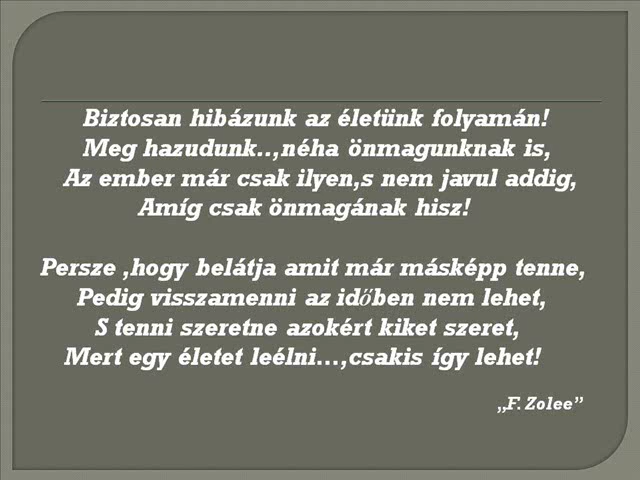 Biztosan hibázunk az életünk folyamán!
Meg hazudunk..,néha önmagunknak is,
Az ember már csak ilyen,s nem javul addig,
Amíg csak önmagának hisz!
Persze ,hogy belátja amit már másképp tenne,
Pedig visszamenni az időben nem lehet,
S tenni szeretne azokért kiket szeret,
Mert egy életet leélni...,csakis így lehet!
„F. Zolee”